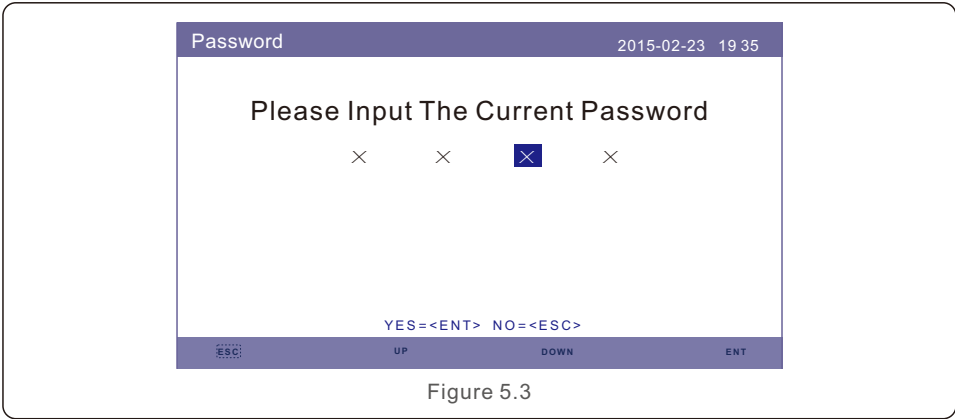 Password 2015-02-23 19 35
Please Input The Current Password
× × × ×
YES=<ENT> NO=<ESC>
ESC UP DOWN ENT
Figure 5.3